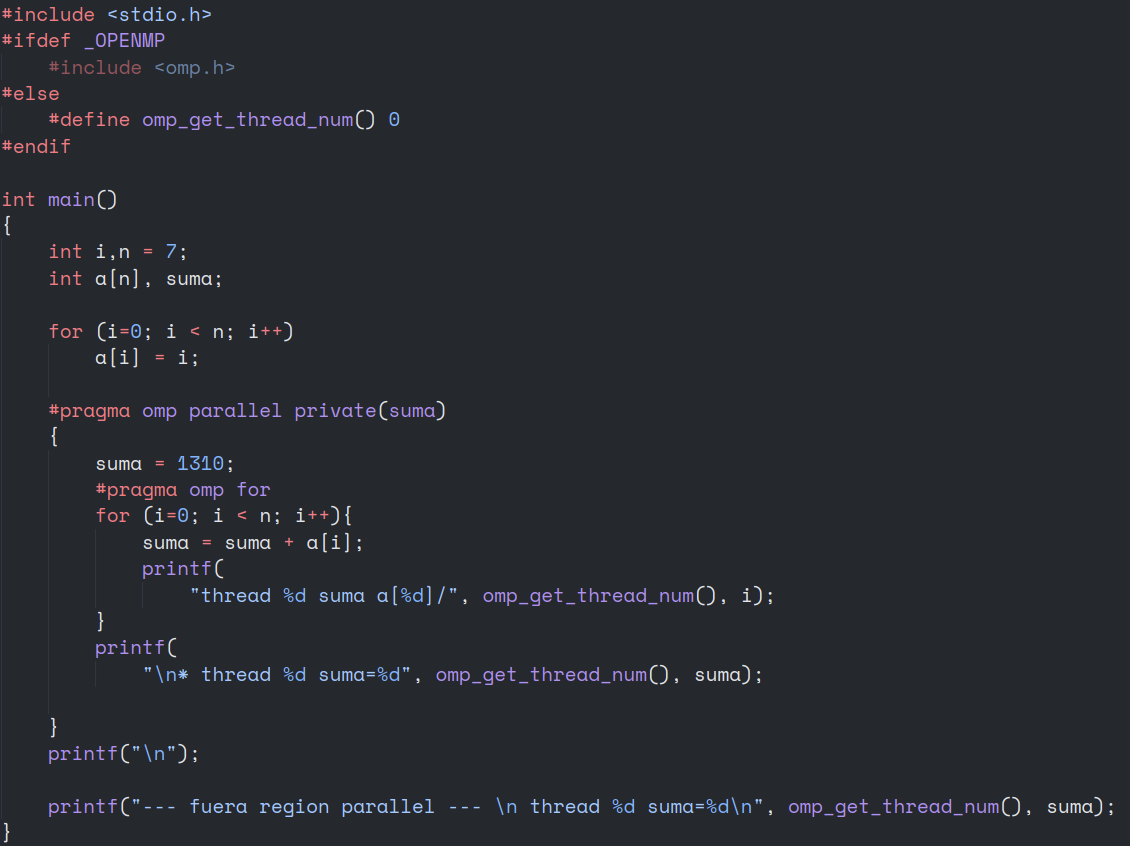 #include <stdio.h>
#ifdef _OPENMP
    #include <omp.h>
#else
    #define omp_get_thread_num() 0
#endif

int main()
{
    int i,n = 7;
    int a[n], suma;

    for (i=0; i < n; i++)
        a[i] = i;

    #pragma omp parallel private(suma)
    {
        suma = 1310;
        #pragma omp for
        for (i=0; i < n; i++){
            suma = suma + a[i];
            printf(
                "thread %d suma a[%d]/", omp_get_thread_num(), i);
        }
        printf(
            "\n* thread %d suma=%d", omp_get_thread_num(), suma);

    }
    printf("\n");

    printf("--- fuera region parallel --- \n thread %d suma=%d\n", omp_get_thread_num(), suma);
}